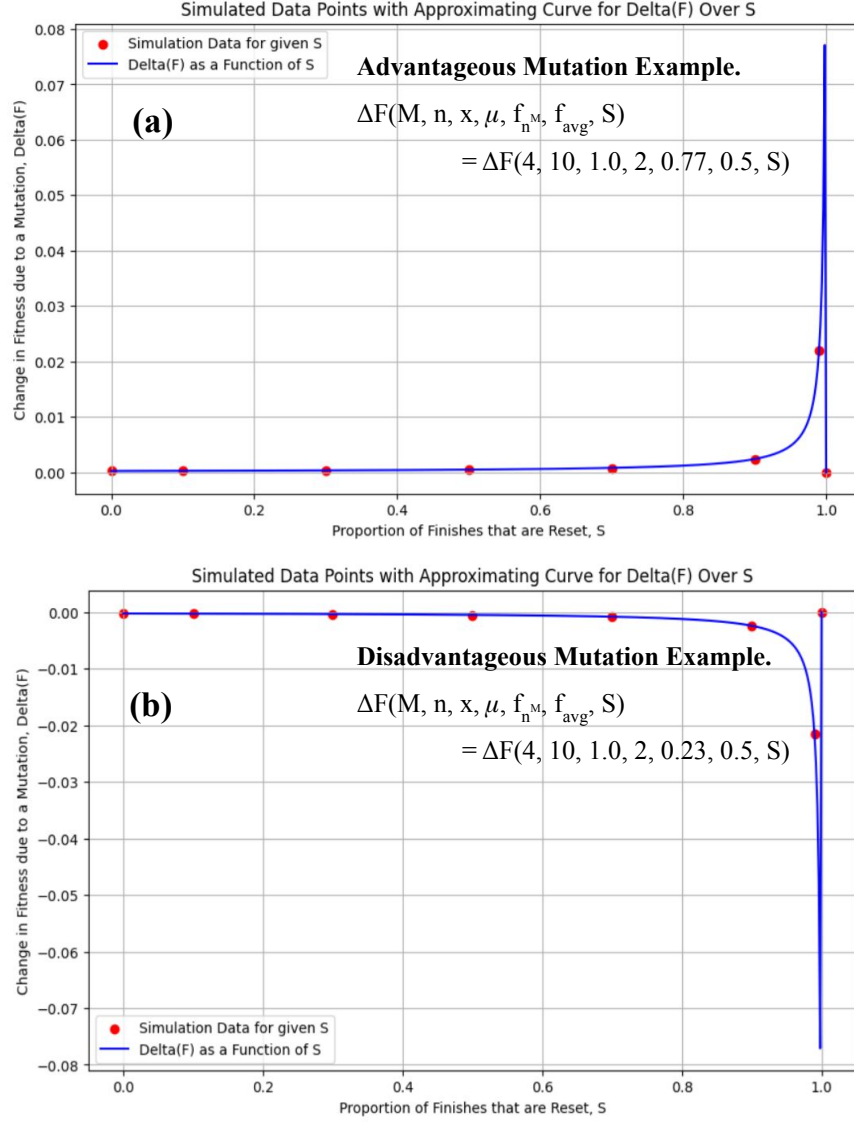 Simulated Data Points with Approximating Curve for Delta(F) Over S
Simulation Data for given S
Delta(F) as a Function of S
Advantageous Mutation Example.
(a)
ΔF(M, n, x, μ, f_{n^M}, f_{avg}, S)
= ΔF(4, 10, 1.0, 2, 0.77, 0.5, S)
Change in Fitness due to a Mutation, Delta(F)
0.08
0.07
0.06
0.05
0.04
0.03
0.02
0.01
0.00
0.0 0.2 0.4 0.6 0.8 1.0
Proportion of Finishes that are Reset, S
Simulated Data Points with Approximating Curve for Delta(F) Over S
Change in Fitness due to a Mutation, Delta(F)
0.00
−0.01
−0.02
−0.03
−0.04
−0.05
−0.06
−0.07
−0.08
Disadvantageous Mutation Example.
(b)
ΔF(M, n, x, μ, f_{n^M}, f_{avg}, S)
= ΔF(4, 10, 1.0, 2, 0.23, 0.5, S)
Simulation Data for given S
Delta(F) as a Function of S
0.0 0.2 0.4 0.6 0.8 1.0
Proportion of Finishes that are Reset, S